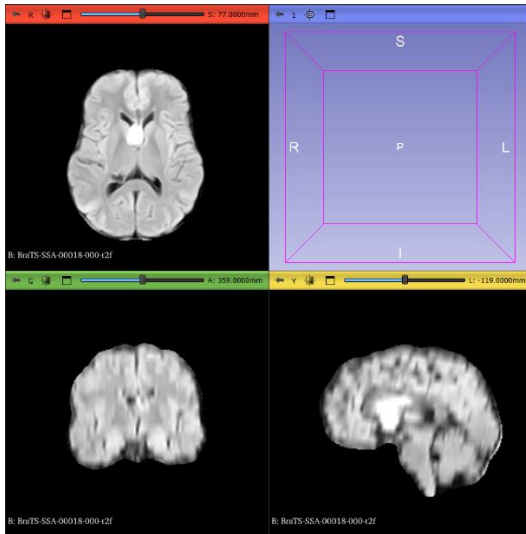 R S: 77.0000mm
1
S
R P L
I
B: BraTS-SSA-00018-000-t2f
G A: 359.0000mm
Y L: -119.0000mm
B: BraTS-SSA-00018-000-t2f
B: BraTS-SSA-00018-000-t2f